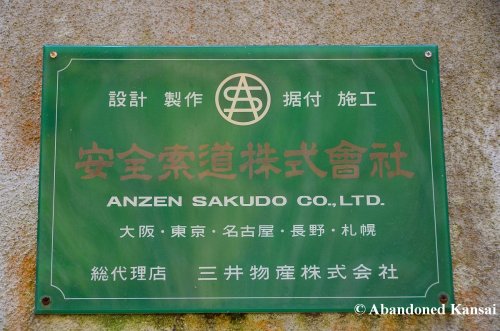 設計 製作 AS 据付 施工
安全索道株式會社
ANZEN SAKUDO CO.,LTD.
大阪・東京・名古屋・長野・札幌
総代理店 三井物産株式会社
© Abandoned Kansai